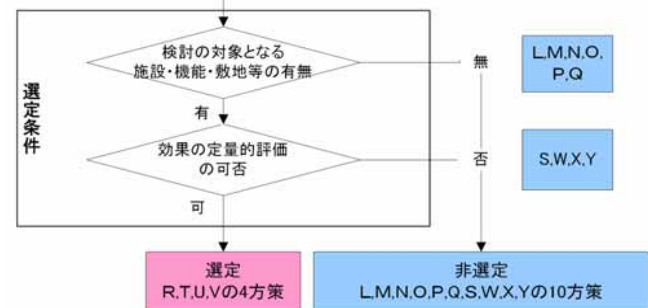 選定条件
検討の対象となる
施設・機能・敷地等の有無
無
L,M,N,O,
P,Q
有
効果の定量的評価
の可否
否
S,W,X,Y
可
選定
R,T,U,Vの4方策
非選定
L,M,N,O,P,Q,S,W,X,Yの10方策